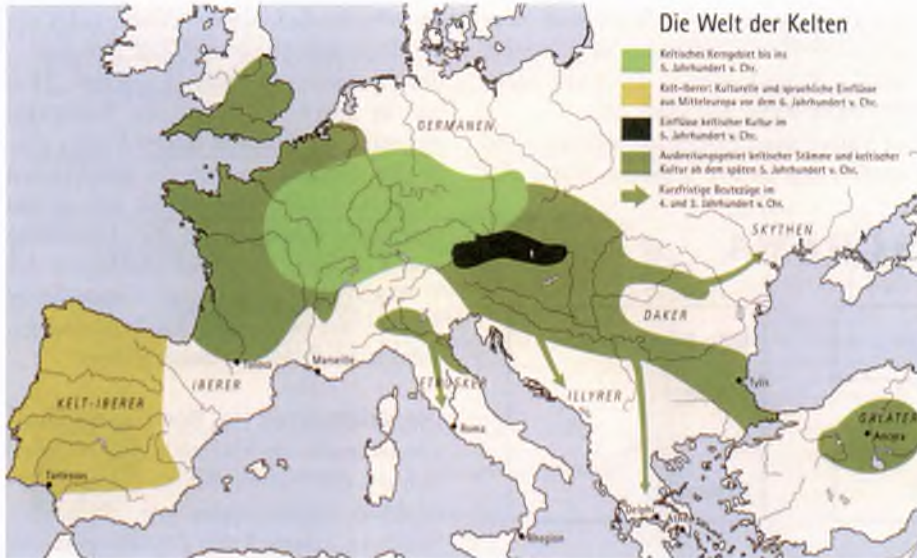 Die Welt der Kelten
Keltisches Kerngebiet bis ins
5. Jahrhundert v. Chr.
Kelt-Iberer: Kulturelle und sprachliche Einflüsse
aus Mitteleuropa vor dem 6. Jahrhundert v. Chr.
Einflüsse keltischer Kultur im
5. Jahrhundert v. Chr.
Ausbreitungsgebiet keltischer Stämme und keltischer
Kultur ab dem späten 5. Jahrhundert v. Chr.
Kurzfristige Beutezüge im
4. und 3. Jahrhundert v. Chr.
GERMANEN
SKYTHEN
DAKER
Tolosa
Marseille
IBERER
ETRUSKER
ILLYRER
Tylis
KELT-IBERER
GALATER
Ancyra
Roma
Tartessos
Delphi
Athen
Rhegion